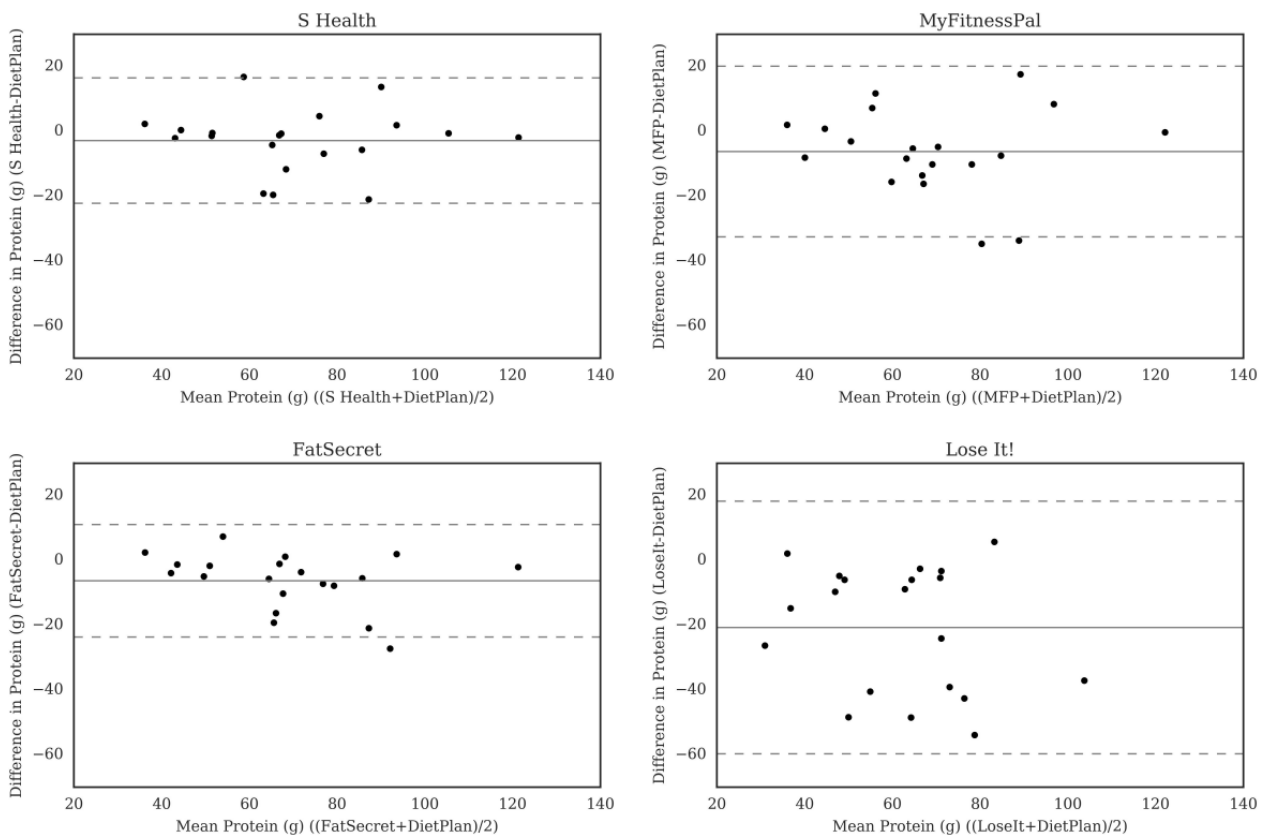 S Health
Difference in Protein (g) (S Health-DietPlan)
20
0
−20
−40
−60
20 40 60 80 100 120 140
Mean Protein (g) ((S Health+DietPlan)/2)
MyFitnessPal
Difference in Protein (g) (MFP-DietPlan)
20
0
−20
−40
−60
20 40 60 80 100 120 140
Mean Protein (g) ((MFP+DietPlan)/2)
FatSecret
Difference in Protein (g) (FatSecret-DietPlan)
20
0
−20
−40
−60
20 40 60 80 100 120 140
Mean Protein (g) ((FatSecret+DietPlan)/2)
Lose It!
Difference in Protein (g) (LoseIt-DietPlan)
20
0
−20
−40
−60
20 40 60 80 100 120 140
Mean Protein (g) ((LoseIt+DietPlan)/2)